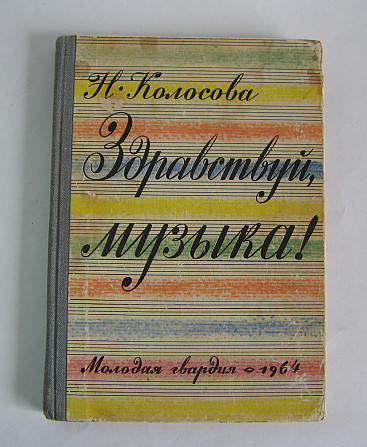 Н. Колосова
Здравствуй,
музыка!
Молодая гвардия 1964